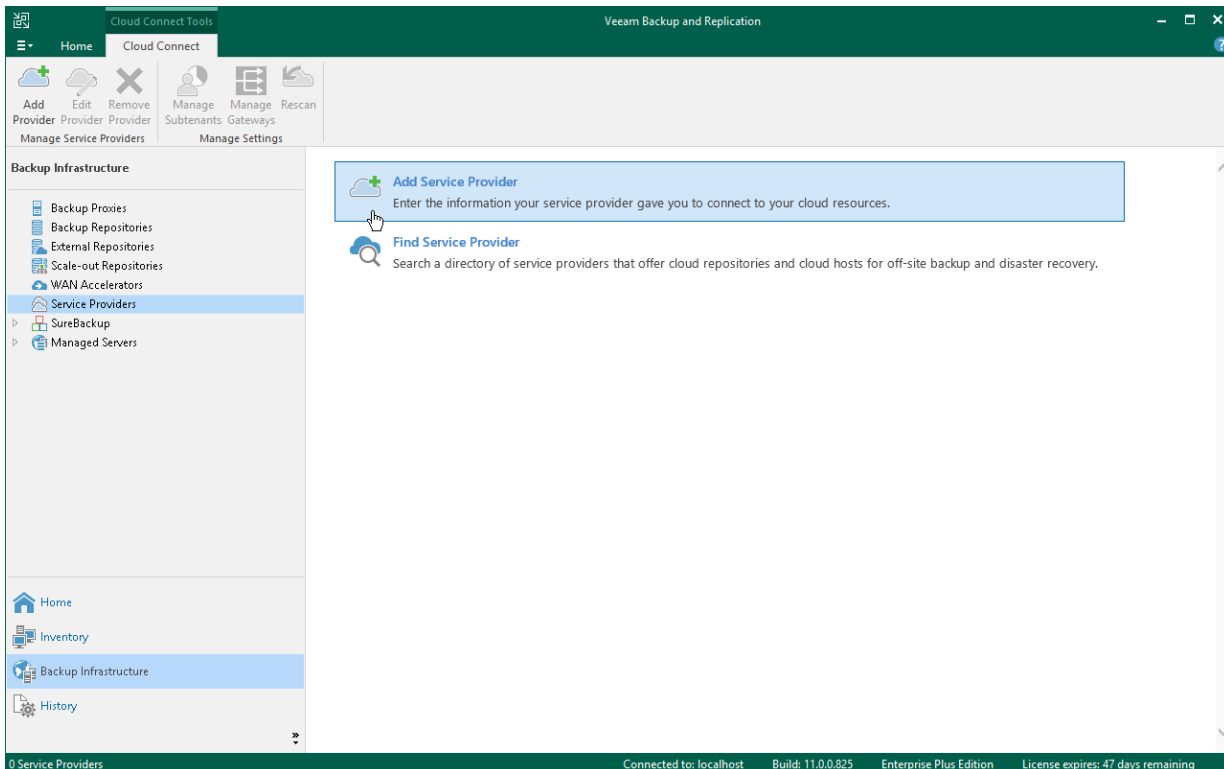 Cloud Connect Tools
Veeam Backup and Replication
Home
Cloud Connect
Add Provider
Edit Provider
Remove Provider
Manage Subtenants
Manage Gateways
Rescan
Manage Service Providers
Manage Settings
Backup Infrastructure
Backup Proxies
Backup Repositories
External Repositories
Scale-out Repositories
WAN Accelerators
Service Providers
SureBackup
Managed Servers
Add Service Provider
Enter the information your service provider gave you to connect to your cloud resources.
Find Service Provider
Search a directory of service providers that offer cloud repositories and cloud hosts for off-site backup and disaster recovery.
Home
Inventory
Backup Infrastructure
History
0 Service Providers
Connected to: localhost
Build: 11.0.0.825
Enterprise Plus Edition
License expires: 47 days remaining